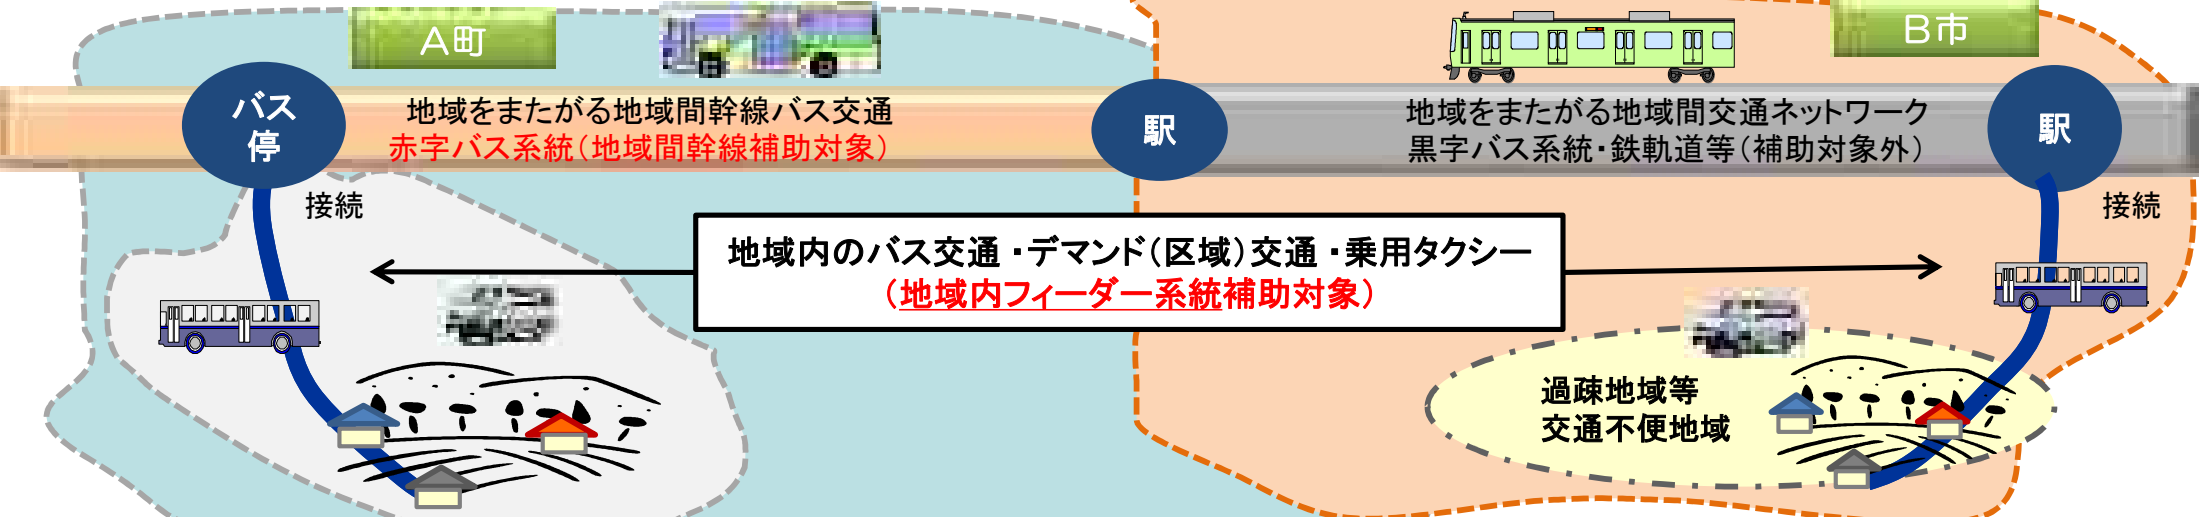 A町
B市
バス
停
地域をまたがる地域間幹線バス交通
赤字バス系統(地域間幹線補助対象)
駅
地域をまたがる地域間交通ネットワーク
黒字バス系統・鉄軌道等(補助対象外)
駅
接続
接続
地域内のバス交通・デマンド(区域)交通・乗用タクシー
(地域内フィーダー系統補助対象)
過疎地域等
交通不便地域